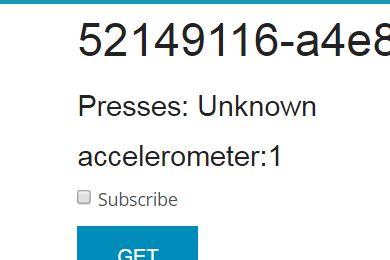 52149116-a4e8
Presses: Unknown
accelerometer:1
Subscribe
GET